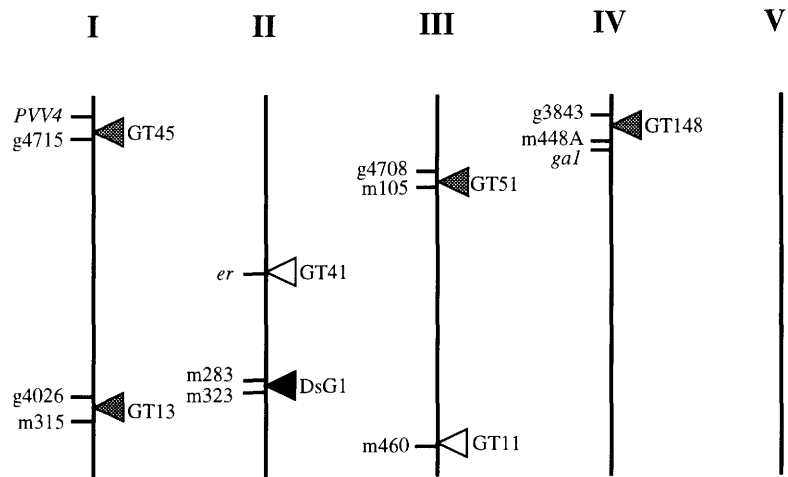 I II III IV V
PVV4
g4715
GT45
g4026
m315
GT13
er
GT41
m283
m323
DsG1
g4708
m105
GT51
m460
GT11
g3843
m448A
ga1
GT148